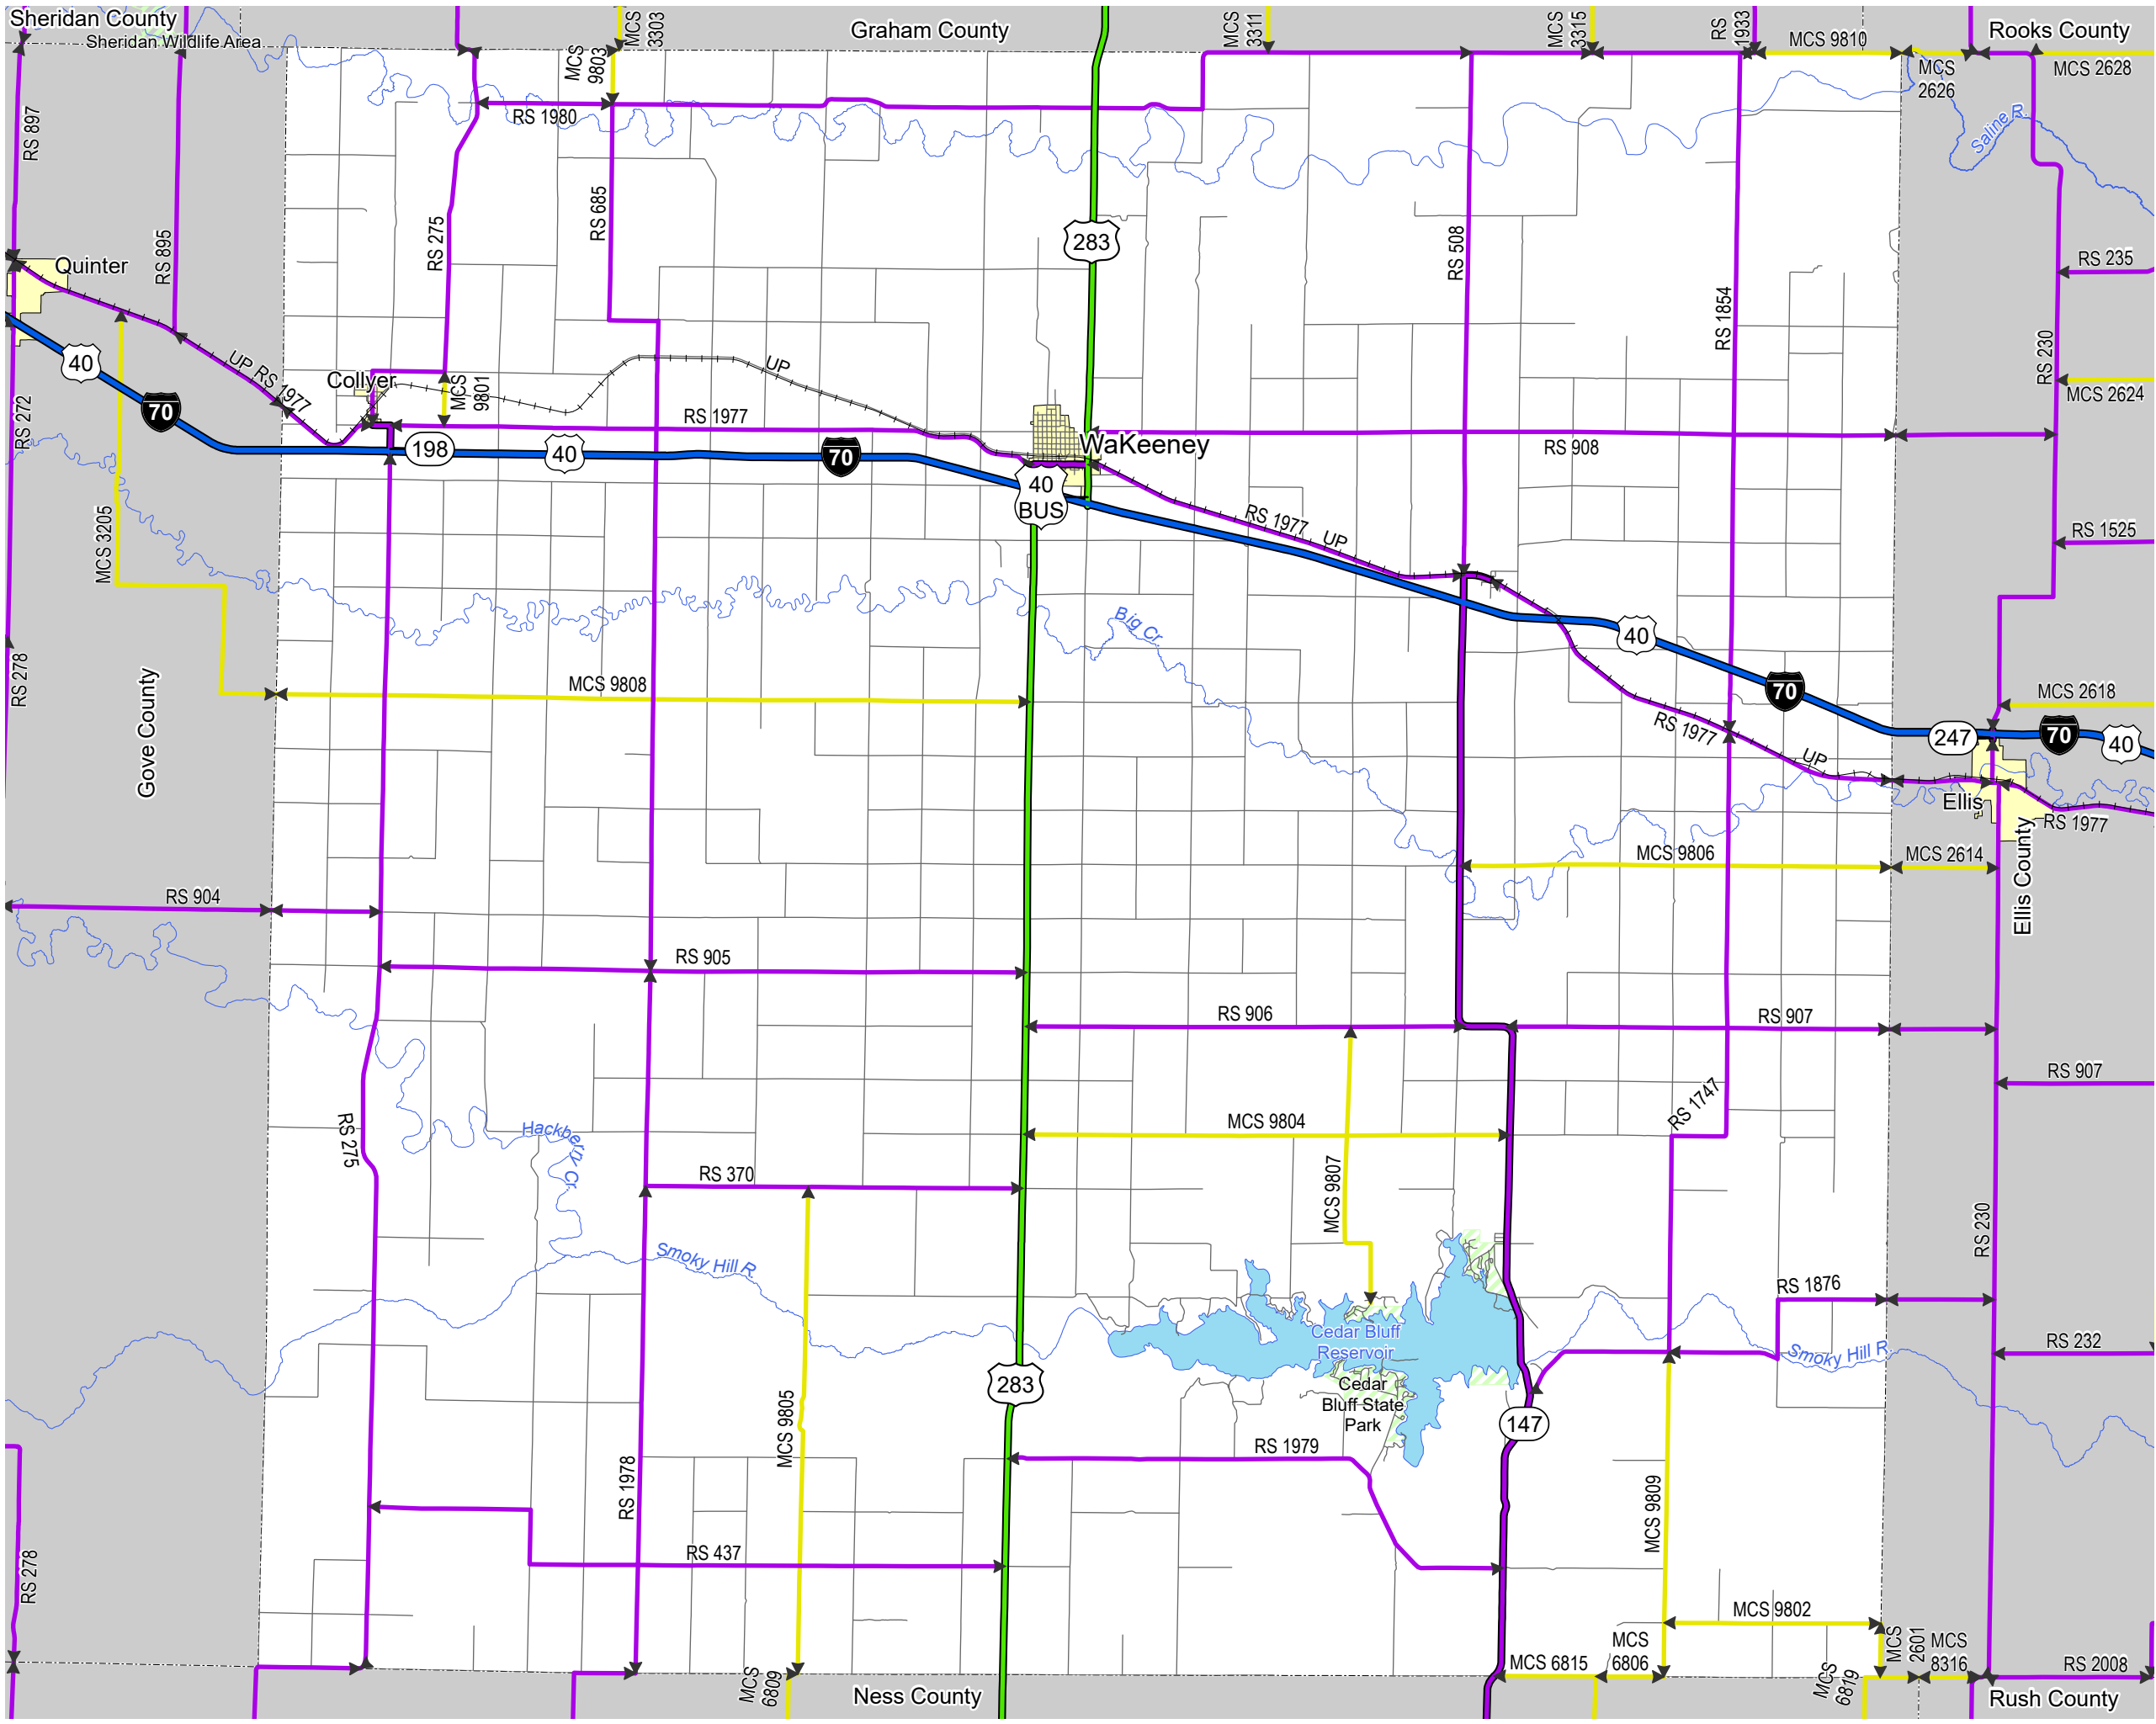 Sheridan County
Sheridan Wildlife Area
Graham County
Rooks County
MCS
3303
MCS
9803
MCS
3311
MCS
3315
RS
1933
MCS 9810
MCS
2626
MCS 2628
RS 897
RS 1980
Saline R.
RS 895
RS 275
RS 685
283
RS 508
RS 1854
RS 235
Quinter
RS 230
40
UP
RS 1977
Collyer
MCS
9801
UP
MCS 2624
70
RS 272
RS 1977
198
40
70
WaKeeney
RS 908
40
BUS
RS 1977
UP
RS 1525
MCS 3205
Big Cr.
40
RS 278
Gove County
MCS 9808
70
MCS 2618
RS 1977
UP
247
70
40
Ellis
RS 1977
MCS 9806
MCS 2614
Ellis County
RS 904
RS 905
RS 906
RS 907
RS 907
RS 275
Hackberry Cr.
MCS 9804
RS 1747
RS 370
MCS 9807
RS 230
Smoky Hill R.
RS 1876
Cedar Bluff
Reservoir
Smoky Hill R.
RS 232
283
Cedar
Bluff State
Park
147
MCS 9805
RS 1979
RS 1978
MCS 9809
RS 437
RS 278
MCS 9802
MCS
6809
Ness County
MCS 6815
MCS
6806
MCS
6819
MCS
2601
MCS
8316
RS 2008
Rush County